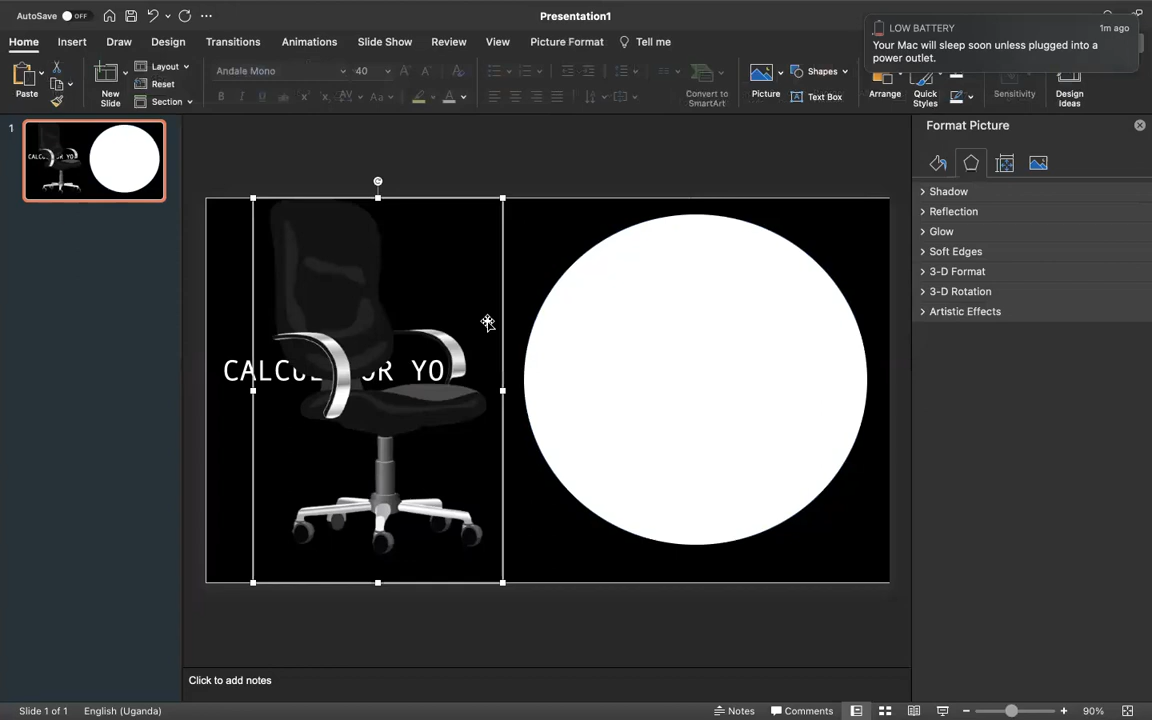 AutoSave OFF
Presentation1
LOW BATTERY 1m ago
Your Mac will sleep soon unless plugged into a
power outlet.
Home Insert Draw Design Transitions Animations Slide Show Review View Picture Format Tell me
Paste
New
Slide
Layout
Reset
Section
Andale Mono 40
B I U
Aa
A
Convert to
SmartArt
Picture
Shapes
Text Box
Arrange
Quick
Styles
Sensitivity
Design
Ideas
1
Format Picture
Shadow
Reflection
Glow
Soft Edges
3-D Format
3-D Rotation
Artistic Effects
Click to add notes
Slide 1 of 1 English (Uganda) Notes Comments 90%